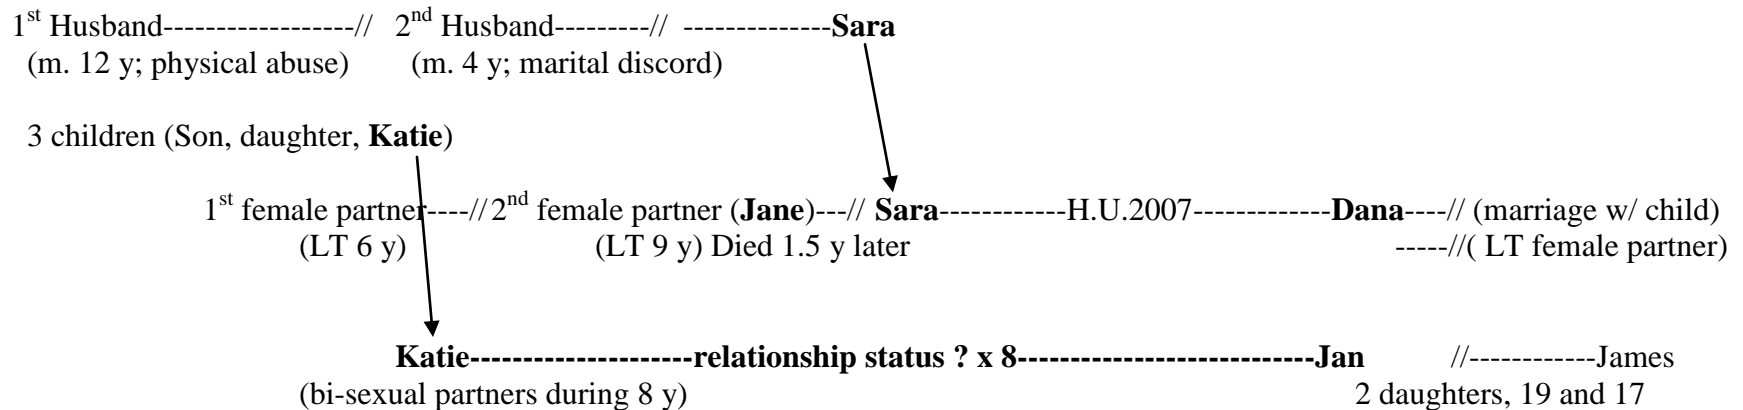 1st Husband------------------// 2nd Husband---------// --------------Sara
(m. 12 y; physical abuse) (m. 4 y; marital discord)
3 children (Son, daughter, Katie)
1st female partner----//2nd female partner (Jane)---// Sara------------H.U.2007-------------Dana----// (marriage w/ child)
(LT 6 y) (LT 9 y) Died 1.5 y later -----//( LT female partner)
Katie---------------------relationship status ? x 8----------------------------Jan //------------James
(bi-sexual partners during 8 y) 2 daughters, 19 and 17